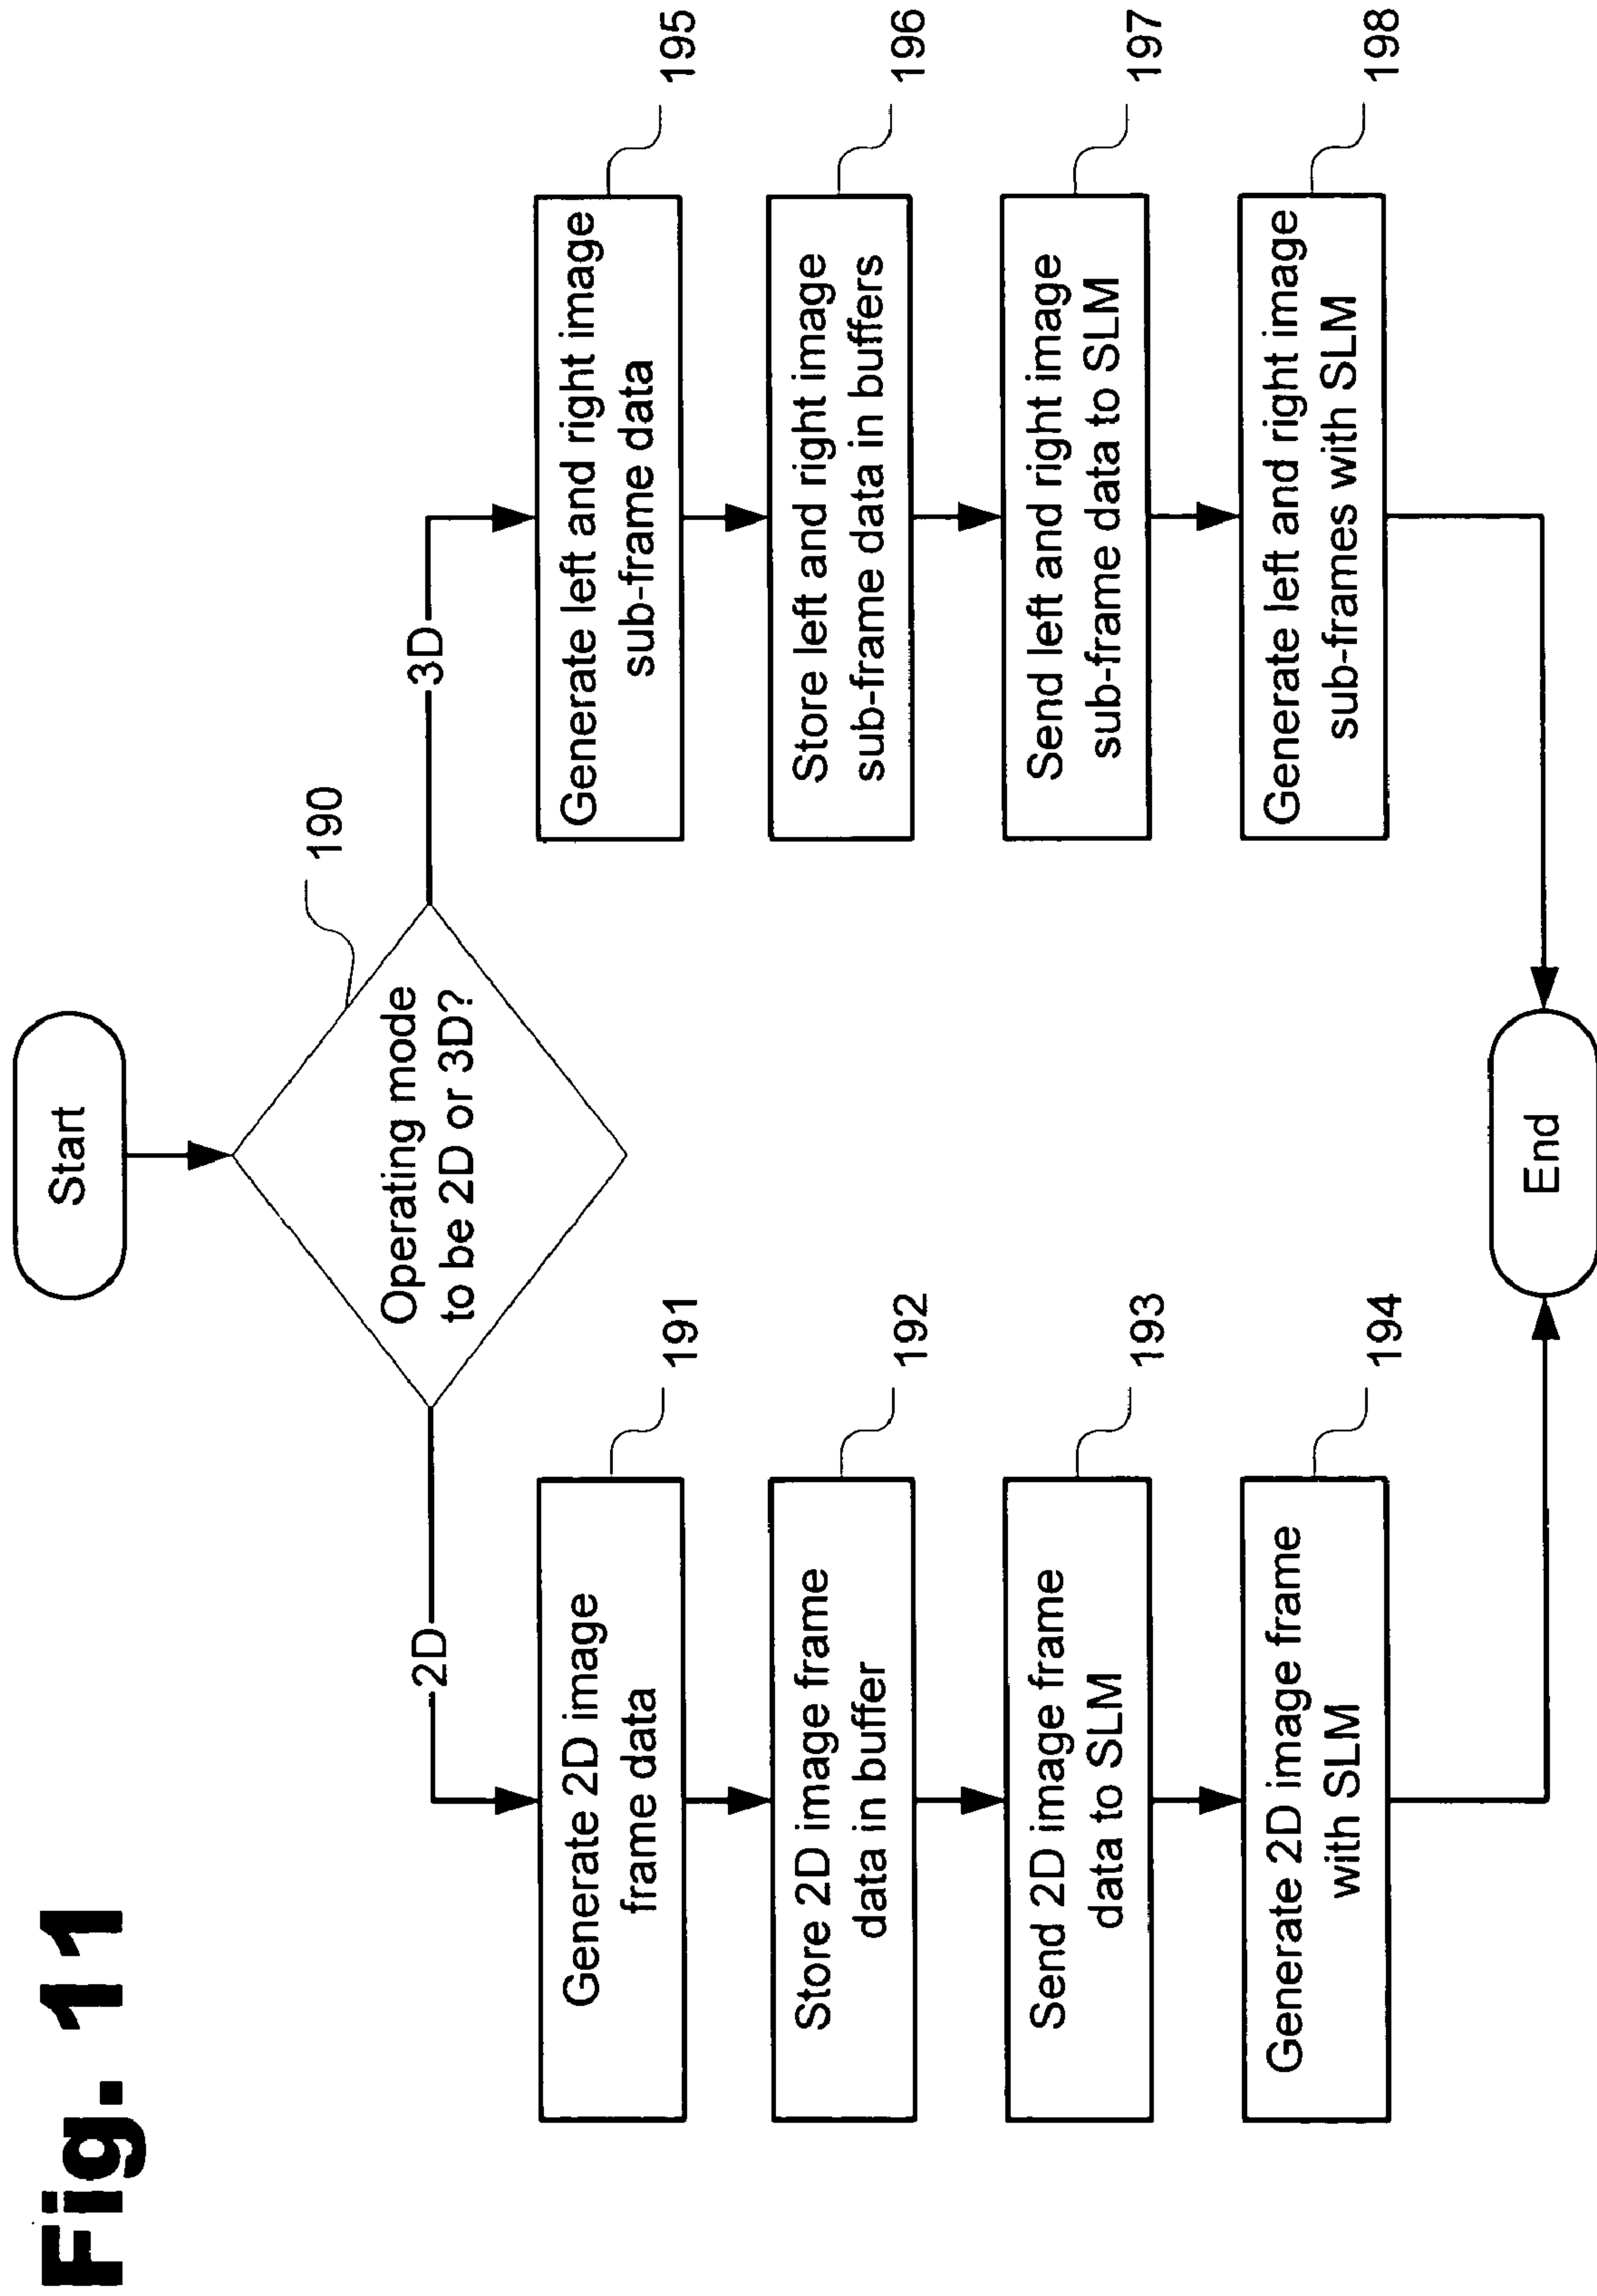 Fig. 11
Start
190
Operating mode
to be 2D or 3D?
2D
3D
191
Generate 2D image
frame data
192
Store 2D image frame
data in buffer
193
Send 2D image frame
data to SLM
194
Generate 2D image frame
with SLM
195
Generate left and right image
sub-frame data
196
Store left and right image
sub-frame data in buffers
197
Send left and right image
sub-frame data to SLM
198
Generate left and right image
sub-frames with SLM
End